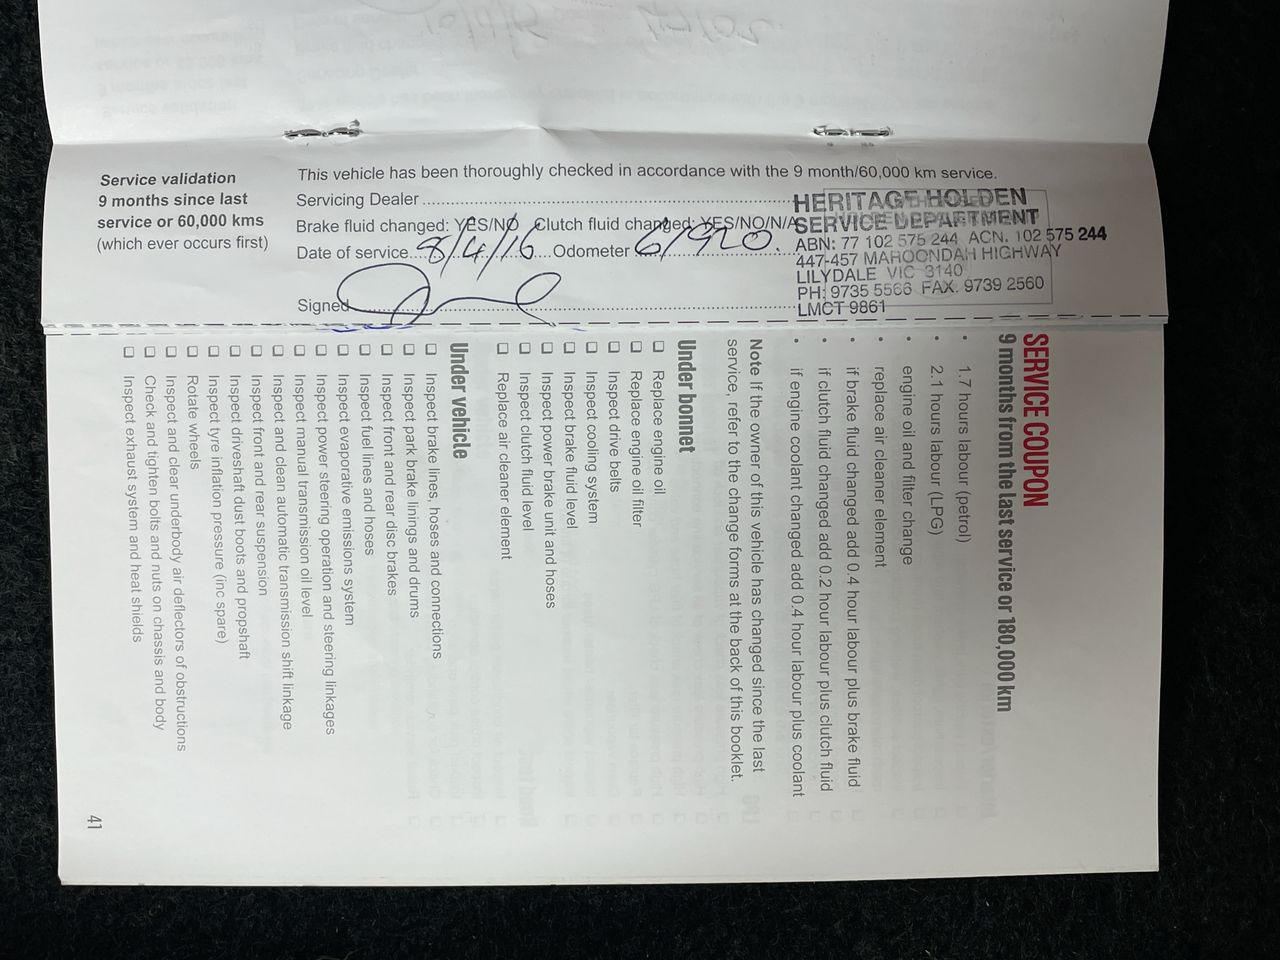 Service validation
9 months since last
service or 60,000 kms
(which ever occurs first)
This vehicle has been thoroughly checked in accordance with the 9 month/60,000 km service.
Servicing Dealer
Brake fluid changed: YES/NO Clutch fluid changed: YES/NO/N/A
Date of service 8/4/16 Odometer 61920.
Signed
HERITAGE HOLDEN
SERVICE DEPARTMENT
ABN: 77 102 575 244 ACN. 102 575 244
447-457 MAROONDAH HIGHWAY
LILYDALE VIC 3140
PH: 9735 5566 FAX. 9739 2560
LMCT 9861
SERVICE COUPON
9 months from the last service or 180,000 km
• 1.7 hours labour (petrol)
• 2.1 hours labour (LPG)
• engine oil and filter change
• replace air cleaner element
• if brake fluid changed add 0.4 hour labour plus brake fluid
• if clutch fluid changed add 0.2 hour labour plus clutch fluid
• if engine coolant changed add 0.4 hour labour plus coolant
Note If the owner of this vehicle has changed since the last
service, refer to the change forms at the back of this booklet.
Under bonnet
❏ Replace engine oil
❏ Replace engine oil filter
❏ Inspect drive belts
❏ Inspect cooling system
❏ Inspect brake fluid level
❏ Inspect power brake unit and hoses
❏ Inspect clutch fluid level
❏ Replace air cleaner element
Under vehicle
❏ Inspect brake lines, hoses and connections
❏ Inspect park brake linings and drums
❏ Inspect front and rear disc brakes
❏ Inspect fuel lines and hoses
❏ Inspect evaporative emissions system
❏ Inspect power steering operation and steering linkages
❏ Inspect manual transmission oil level
❏ Inspect and clean automatic transmission shift linkage
❏ Inspect front and rear suspension
❏ Inspect driveshaft dust boots and propshaft
❏ Inspect tyre inflation pressure (inc spare)
❏ Rotate wheels
❏ Inspect and clear underbody air deflectors of obstructions
❏ Check and tighten bolts and nuts on chassis and body
❏ Inspect exhaust system and heat shields
41